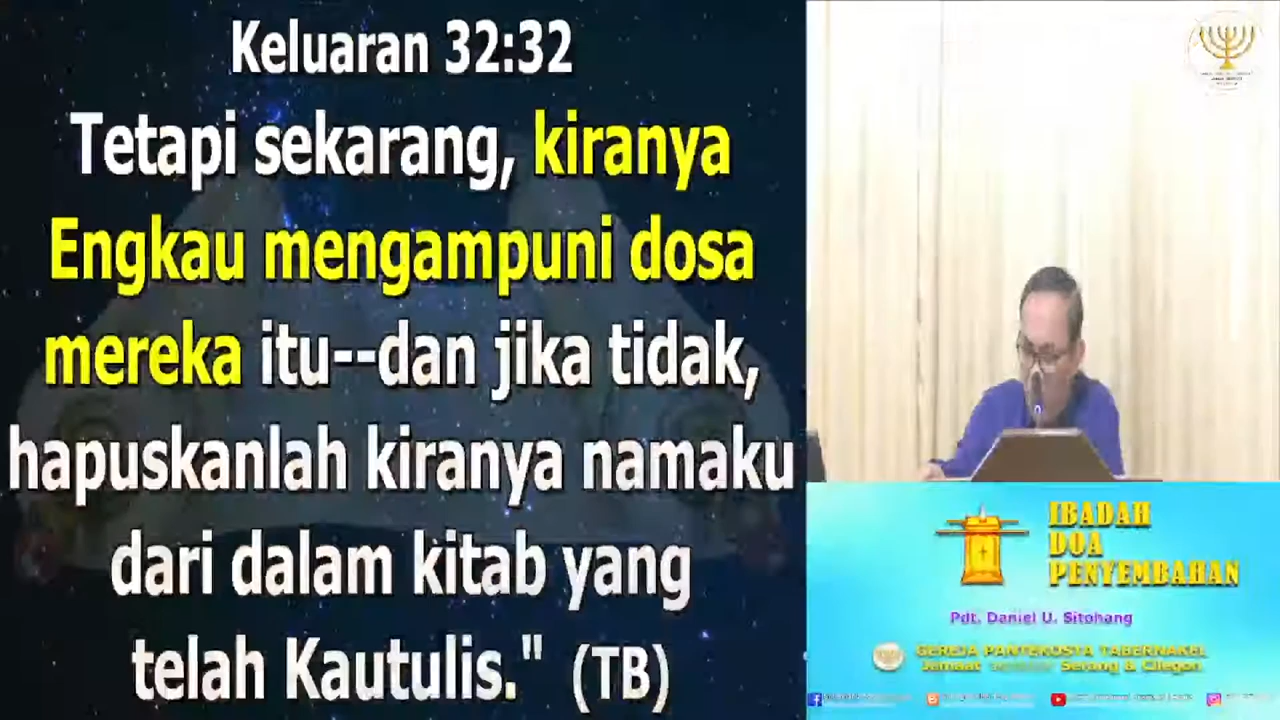 Keluaran 32:32
Tetapi sekarang, kiranya
Engkau mengampuni dosa
mereka itu--dan jika tidak,
hapuskanlah kiranya namaku
dari dalam kitab yang
telah Kautulis." (TB)
IBADAH
DOA
PENYEMBAHAN
Pdt. Daniel U. Sitohang
GEREJA PANTEKOSTA TABERNAKEL
Jemaat Serang & Cilegon